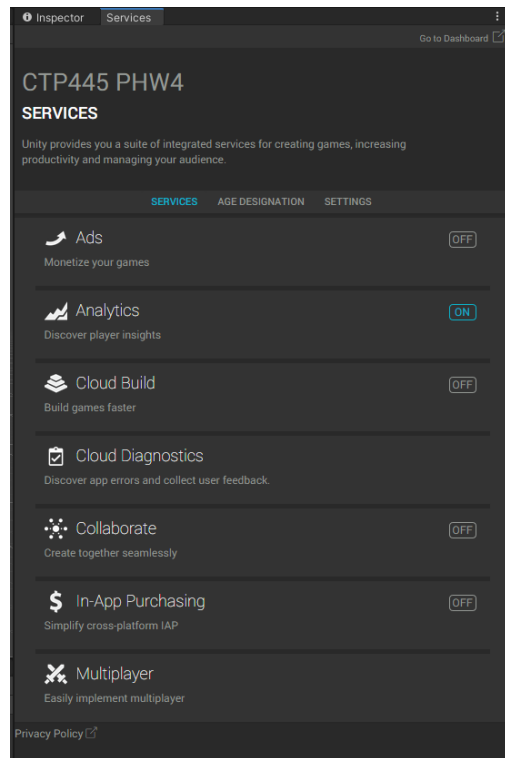 Inspector Services
Go to Dashboard
CTP445 PHW4
SERVICES
Unity provides you a suite of integrated services for creating games, increasing
productivity and managing your audience.
SERVICES AGE DESIGNATION SETTINGS
Ads OFF
Monetize your games
Analytics ON
Discover player insights
Cloud Build OFF
Build games faster
Cloud Diagnostics
Discover app errors and collect user feedback.
Collaborate OFF
Create together seamlessly
In-App Purchasing OFF
Simplify cross-platform IAP
Multiplayer
Easily implement multiplayer
Privacy Policy